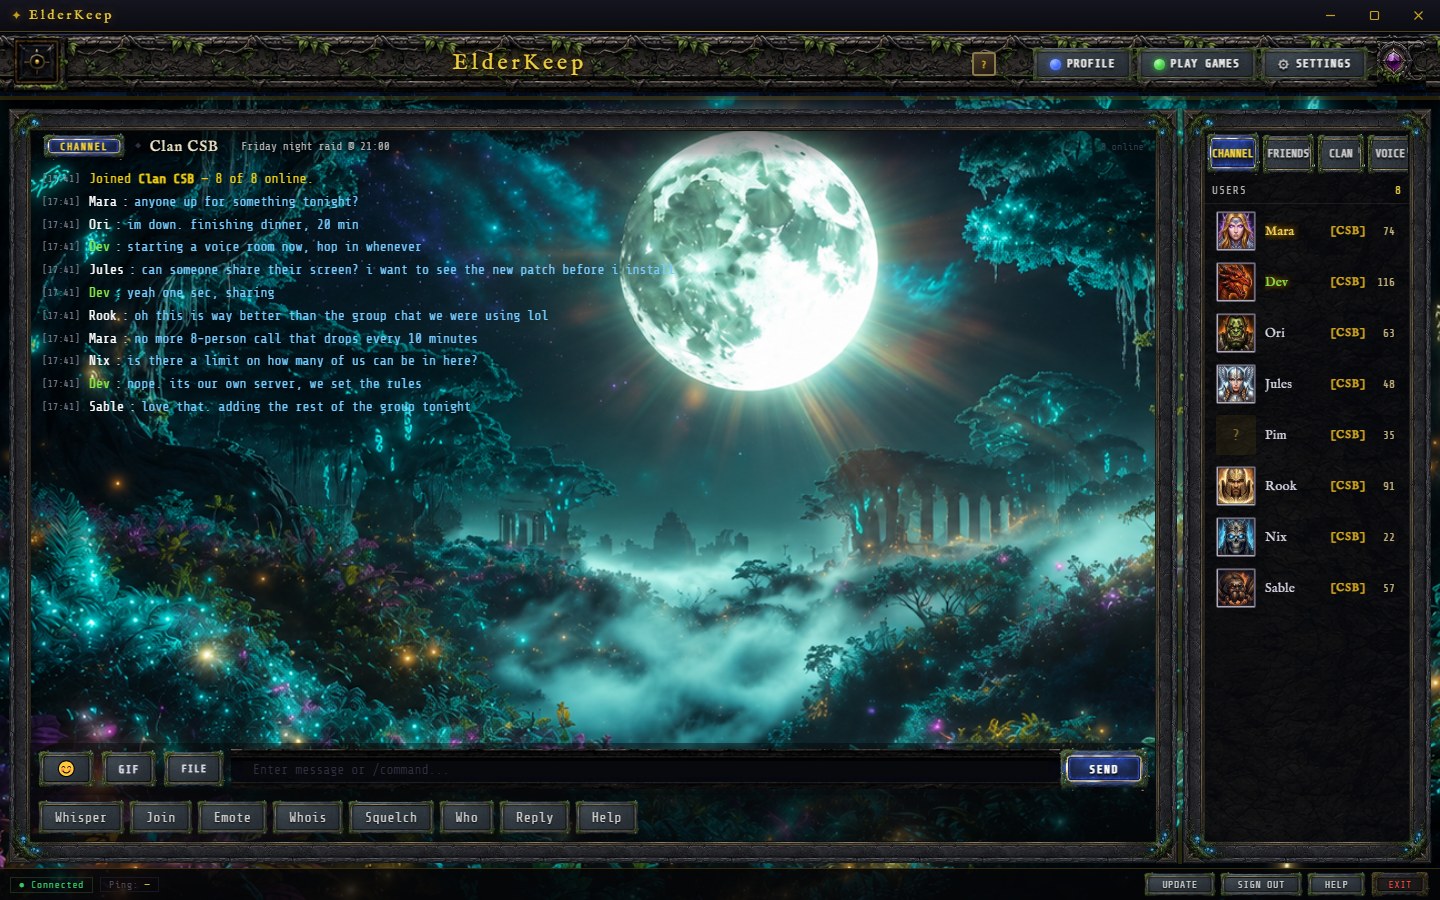 ElderKeep
ElderKeep
?
PROFILE
PLAY GAMES
SETTINGS
CHANNEL
Clan CSB
Friday night raid @ 21:00
online
[17:41] Joined Clan CSB — 8 of 8 online.
[17:41] Mara : anyone up for something tonight?
[17:41] Ori : im down. finishing dinner, 20 min
[17:41] Dev : starting a voice room now, hop in whenever
[17:41] Jules : can someone share their screen? i want to see the new patch before i install
[17:41] Dev : yeah one sec, sharing
[17:41] Rook : oh this is way better than the group chat we were using lol
[17:41] Mara : no more 8-person call that drops every 10 minutes
[17:41] Nix : is there a limit on how many of us can be in here?
[17:41] Dev : nope. its our own server, we set the rules
[17:41] Sable : love that. adding the rest of the group tonight
GIF
FILE
Enter message or /command...
SEND
Whisper
Join
Emote
Whois
Squelch
Who
Reply
Help
CHANNEL
FRIENDS
CLAN
VOICE
USERS 8
Mara [CSB] 74
Dev [CSB] 116
Ori [CSB] 63
Jules [CSB] 48
? Pim [CSB] 35
Rook [CSB] 91
Nix [CSB] 22
Sable [CSB] 57
Connected
Ping: —
UPDATE
SIGN OUT
HELP
EXIT